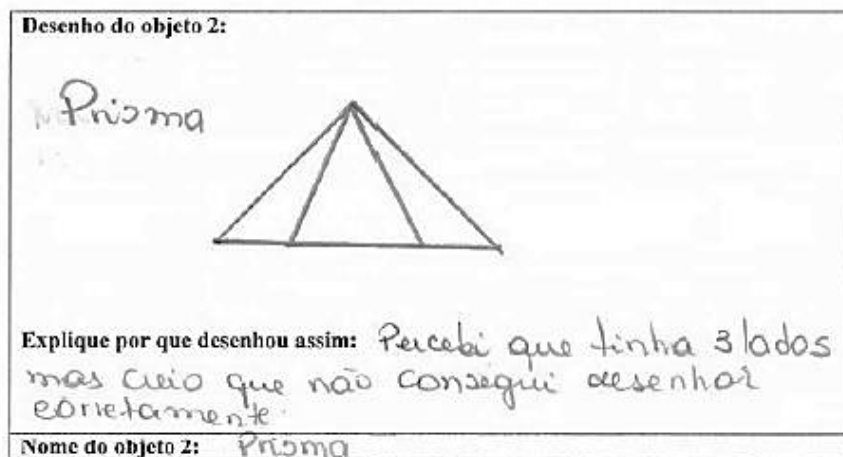 Desenho do objeto 2:
Prisma
Explique por que desenhou assim: Percebi que tinha 3 lados
mas creio que não consegui desenhar
corretamente.
Nome do objeto 2: Prisma